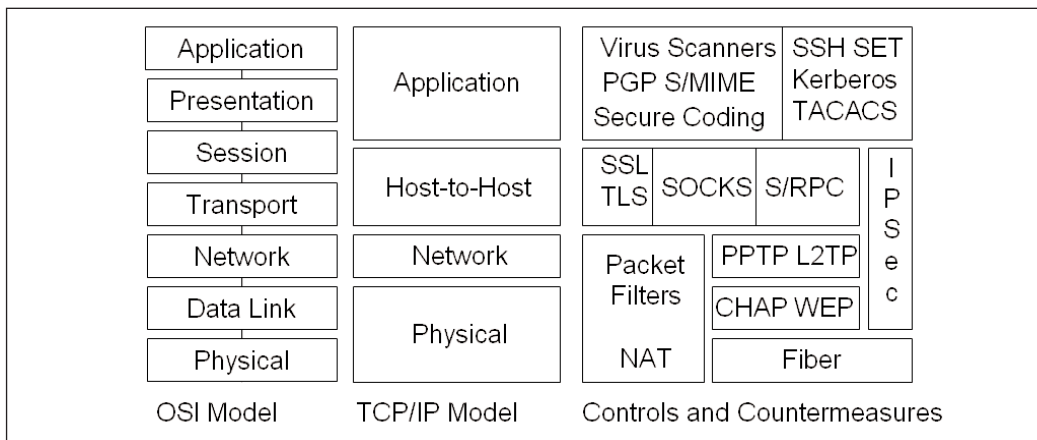 Application
Presentation
Session
Transport
Network
Data Link
Physical
OSI Model
Application
Host-to-Host
Network
Physical
TCP/IP Model
Virus Scanners
PGP S/MIME
Secure Coding
SSH SET
Kerberos
TACACS
SSL
TLS
SOCKS
S/RPC
I
P
S
e
c
Packet
Filters
NAT
PPTP L2TP
CHAP WEP
Fiber
Controls and Countermeasures